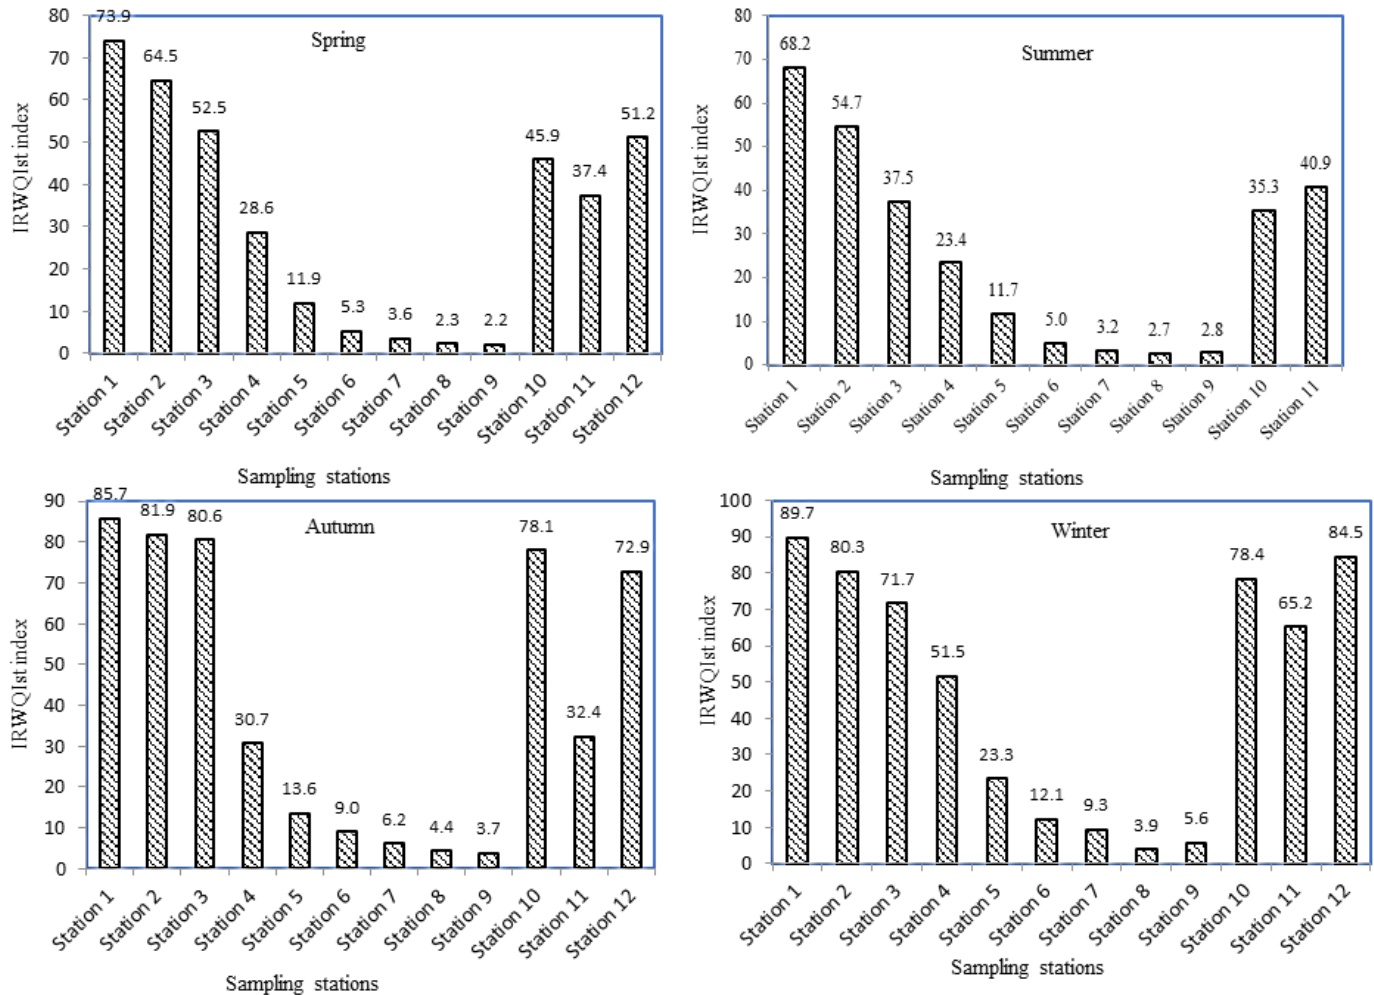 Spring
IRWQIst index
80
70
60
50
40
30
20
10
0
73.9
64.5
52.5
28.6
11.9
5.3
3.6
2.3
2.2
45.9
37.4
51.2
Station 1
Station 2
Station 3
Station 4
Station 5
Station 6
Station 7
Station 8
Station 9
Station 10
Station 11
Station 12
Sampling stations
Summer
IRWQIst index
80
70
60
50
40
30
20
10
0
68.2
54.7
37.5
23.4
11.7
5.0
3.2
2.7
2.8
35.3
40.9
Station 1
Station 2
Station 3
Station 4
Station 5
Station 6
Station 7
Station 8
Station 9
Station 10
Station 11
Sampling stations
Autumn
IRWQIst index
90
80
70
60
50
40
30
20
10
0
85.7
81.9
80.6
30.7
13.6
9.0
6.2
4.4
3.7
78.1
32.4
72.9
Station 1
Station 2
Station 3
Station 4
Station 5
Station 6
Station 7
Station 8
Station 9
Station 10
Station 11
Station 12
Sampling stations
Winter
IRWQIst index
100
90
80
70
60
50
40
30
20
10
0
89.7
80.3
71.7
51.5
23.3
12.1
9.3
3.9
5.6
78.4
65.2
84.5
Station 1
Station 2
Station 3
Station 4
Station 5
Station 6
Station 7
Station 8
Station 9
Station 10
Station 11
Station 12
Sampling stations